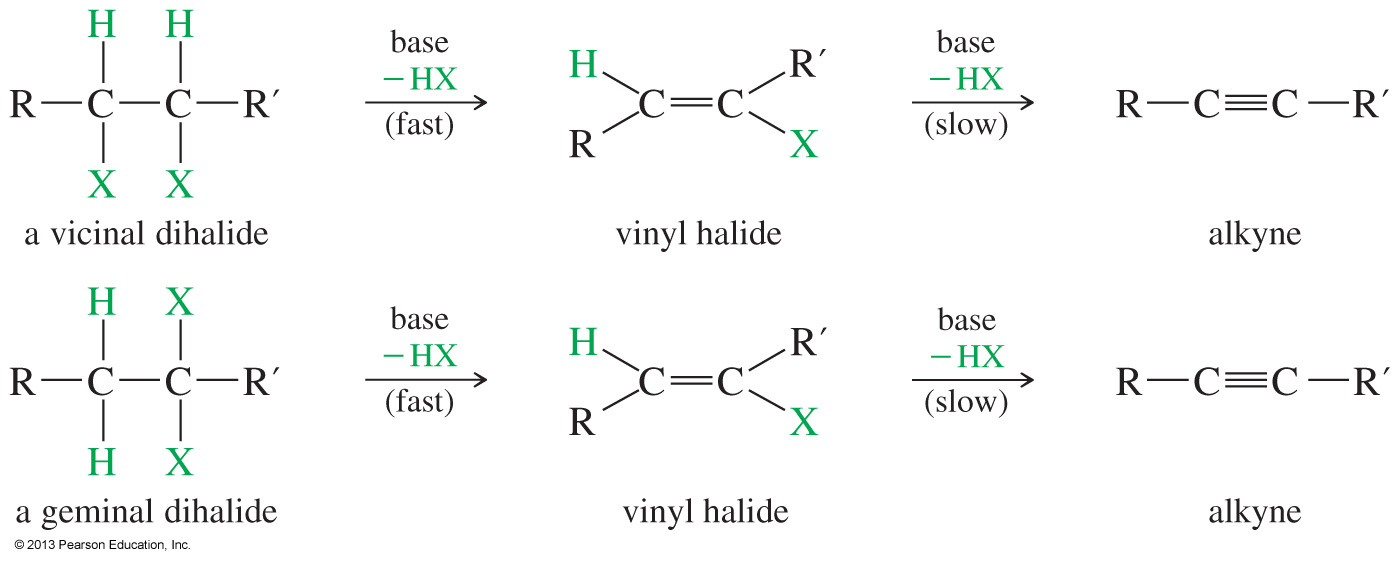 H H base H R′ base
− HX − HX
R—C—C—R′ (fast) C=C (slow) R—C≡C—R′
X X R X
a vicinal dihalide vinyl halide alkyne
H X base H R′ base
− HX − HX
R—C—C—R′ (fast) C=C (slow) R—C≡C—R′
H X R X
a geminal dihalide vinyl halide alkyne
© 2013 Pearson Education, Inc.